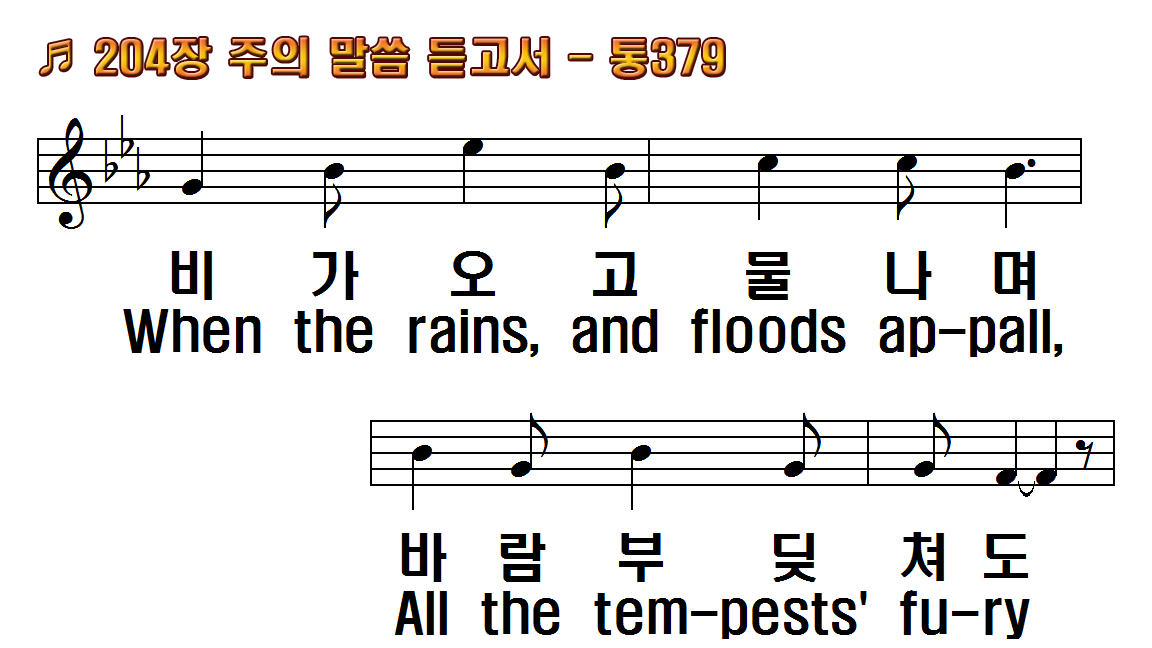 ♬ 204장 주의 말씀 듣고서 - 통379
비 가 오 고 물 나 며
When the rains, and floods ap-pall,
바 람 부 딪 쳐 도
All the tem-pests' fu-ry